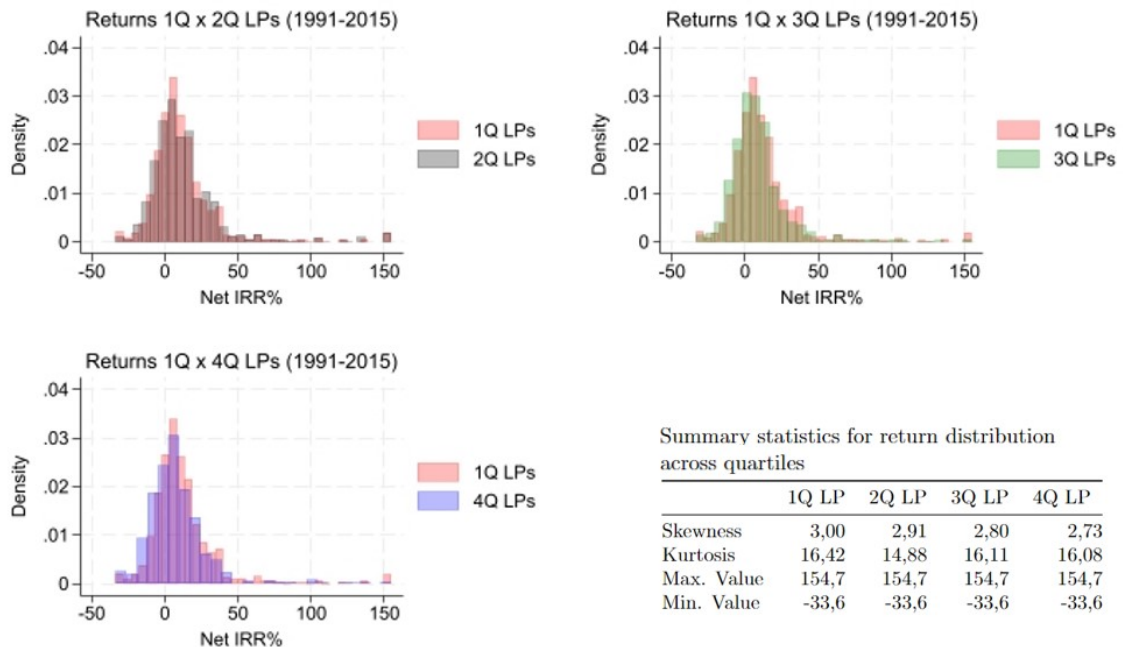 Returns 1Q x 2Q LPs (1991-2015)
.04
.03
.02
.01
0
Density
-50 0 50 100 150
Net IRR%
1Q LPs
2Q LPs
Returns 1Q x 3Q LPs (1991-2015)
.04
.03
.02
.01
0
Density
-50 0 50 100 150
Net IRR%
1Q LPs
3Q LPs
Returns 1Q x 4Q LPs (1991-2015)
.04
.03
.02
.01
0
Density
-50 0 50 100 150
Net IRR%
1Q LPs
4Q LPs
Summary statistics for return distribution
across quartiles
1Q LP 2Q LP 3Q LP 4Q LP
Skewness 3,00 2,91 2,80 2,73
Kurtosis 16,42 14,88 16,11 16,08
Max. Value 154,7 154,7 154,7 154,7
Min. Value -33,6 -33,6 -33,6 -33,6